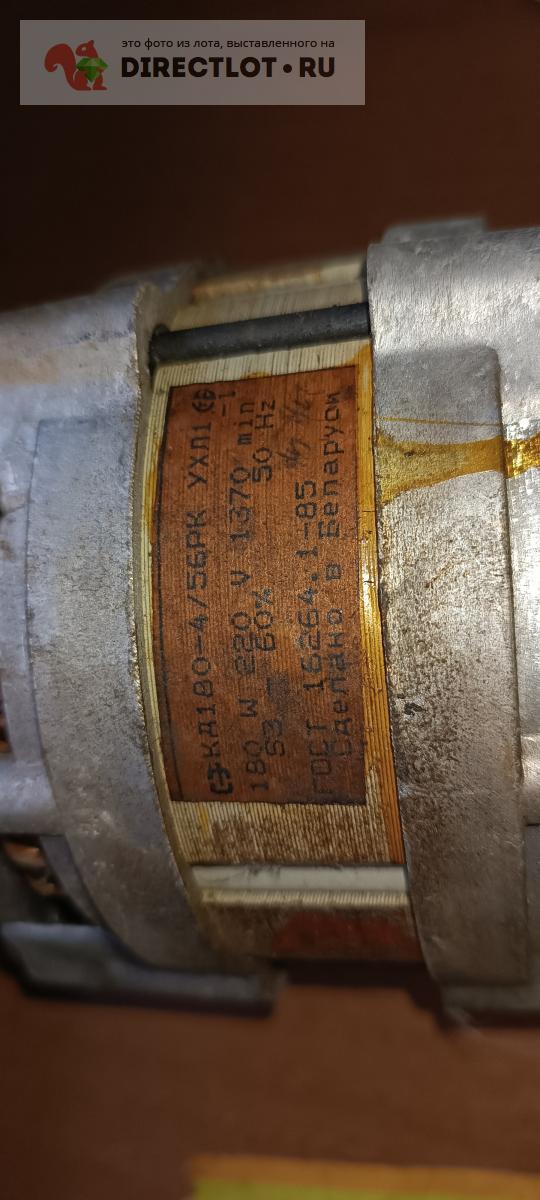 это фото из лота, выставленного на
DIRECTLOT • RU
КД180-4/56РК УХЛ1
180 W 220 V 1370 min -1
S3 60% 50 Hz
ГОСТ 16264.1-85
Сделано в Беларуси